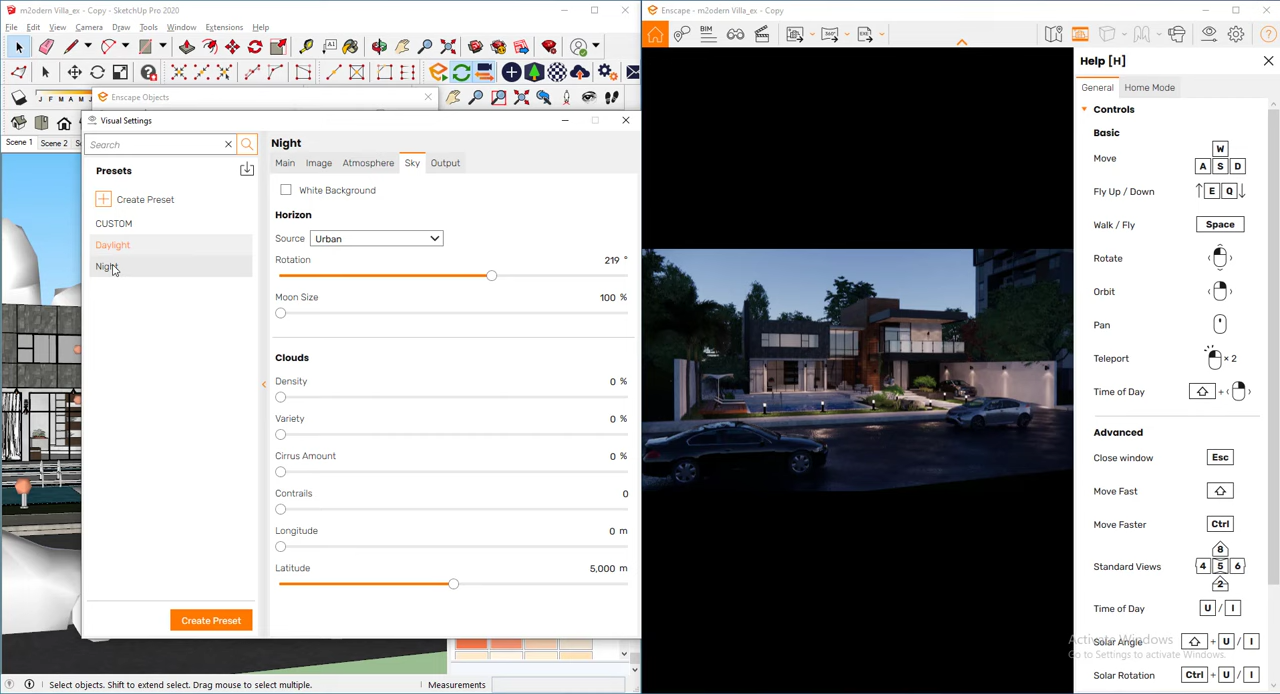 m2odern Villa_ex - Copy - SketchUp Pro 2020
File Edit View Camera Draw Tools Window Extensions Help
Enscape Objects
J F M A M J
Scene 1 Scene 2
Visual Settings
Search
Presets
Create Preset
CUSTOM
Daylight
Night
Create Preset
Night
Main Image Atmosphere Sky Output
White Background
Horizon
Source Urban
Rotation 219 °
Moon Size 100 %
Clouds
Density 0 %
Variety 0 %
Cirrus Amount 0 %
Contrails 0
Longitude 0 m
Latitude 5,000 m
Select objects. Shift to extend select. Drag mouse to select multiple.
Measurements
Enscape - m2odern Villa_ex - Copy
BIM
360°
EXE
Help [H]
General Home Mode
Controls
Basic
Move W A S D
Fly Up / Down E Q
Walk / Fly Space
Rotate
Orbit
Pan
Teleport × 2
Time of Day +
Advanced
Close window Esc
Move Fast
Move Faster Ctrl
Standard Views 8 4 5 6 2
Time of Day U / I
Solar Angle + U / I
Solar Rotation Ctrl + U / I
Activate Windows
Go to Settings to activate Windows.